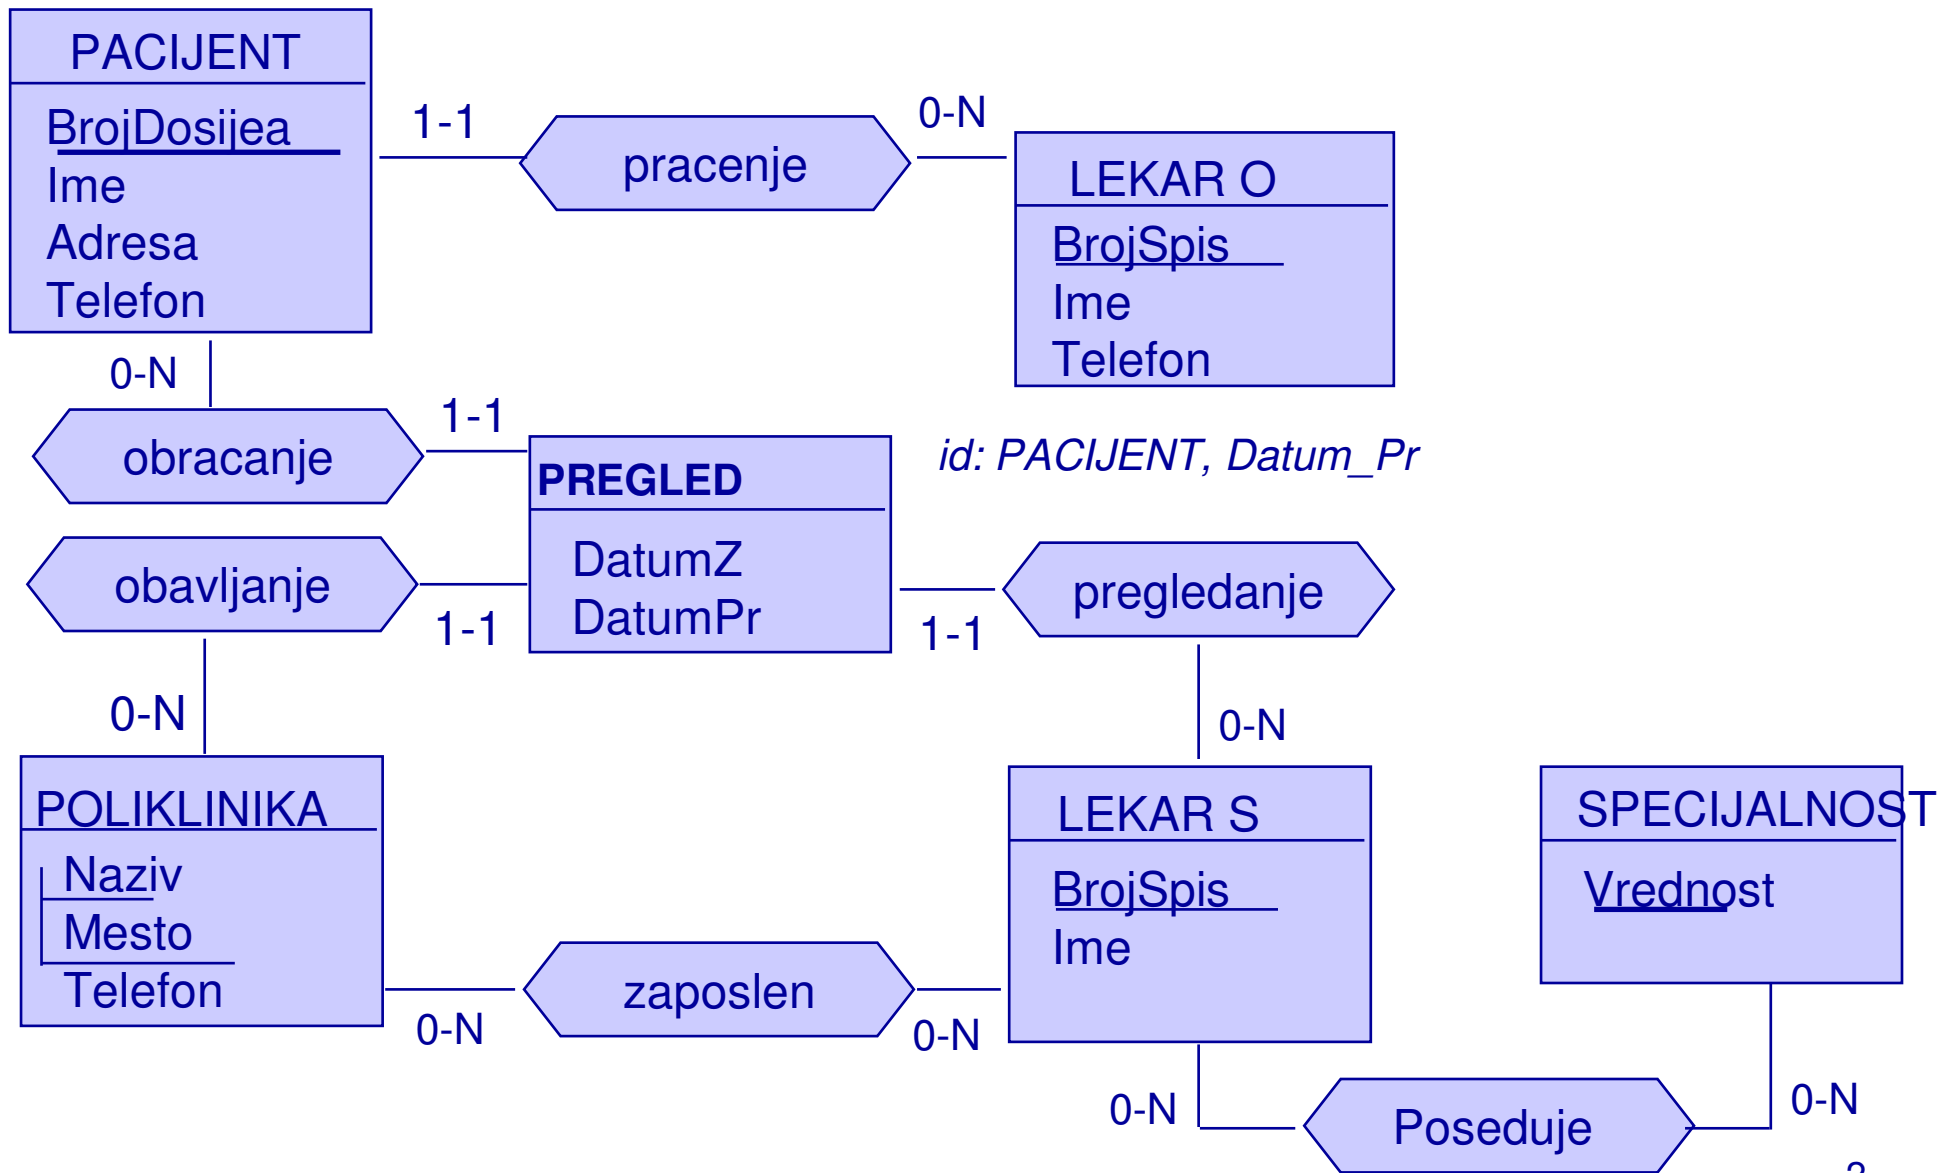 PACIJENT
BrojDosijea
Ime
Adresa
Telefon
1-1
pracenje
0-N
LEKAR O
BrojSpis
Ime
Telefon
0-N
obracanje
1-1
PREGLED
DatumZ
DatumPr
id: PACIJENT, Datum_Pr
obavljanje
1-1
1-1
pregledanje
0-N
0-N
POLIKLINIKA
Naziv
Mesto
Telefon
0-N
zaposlen
0-N
LEKAR S
BrojSpis
Ime
SPECIJALNOST
Vrednost
0-N
Poseduje
0-N